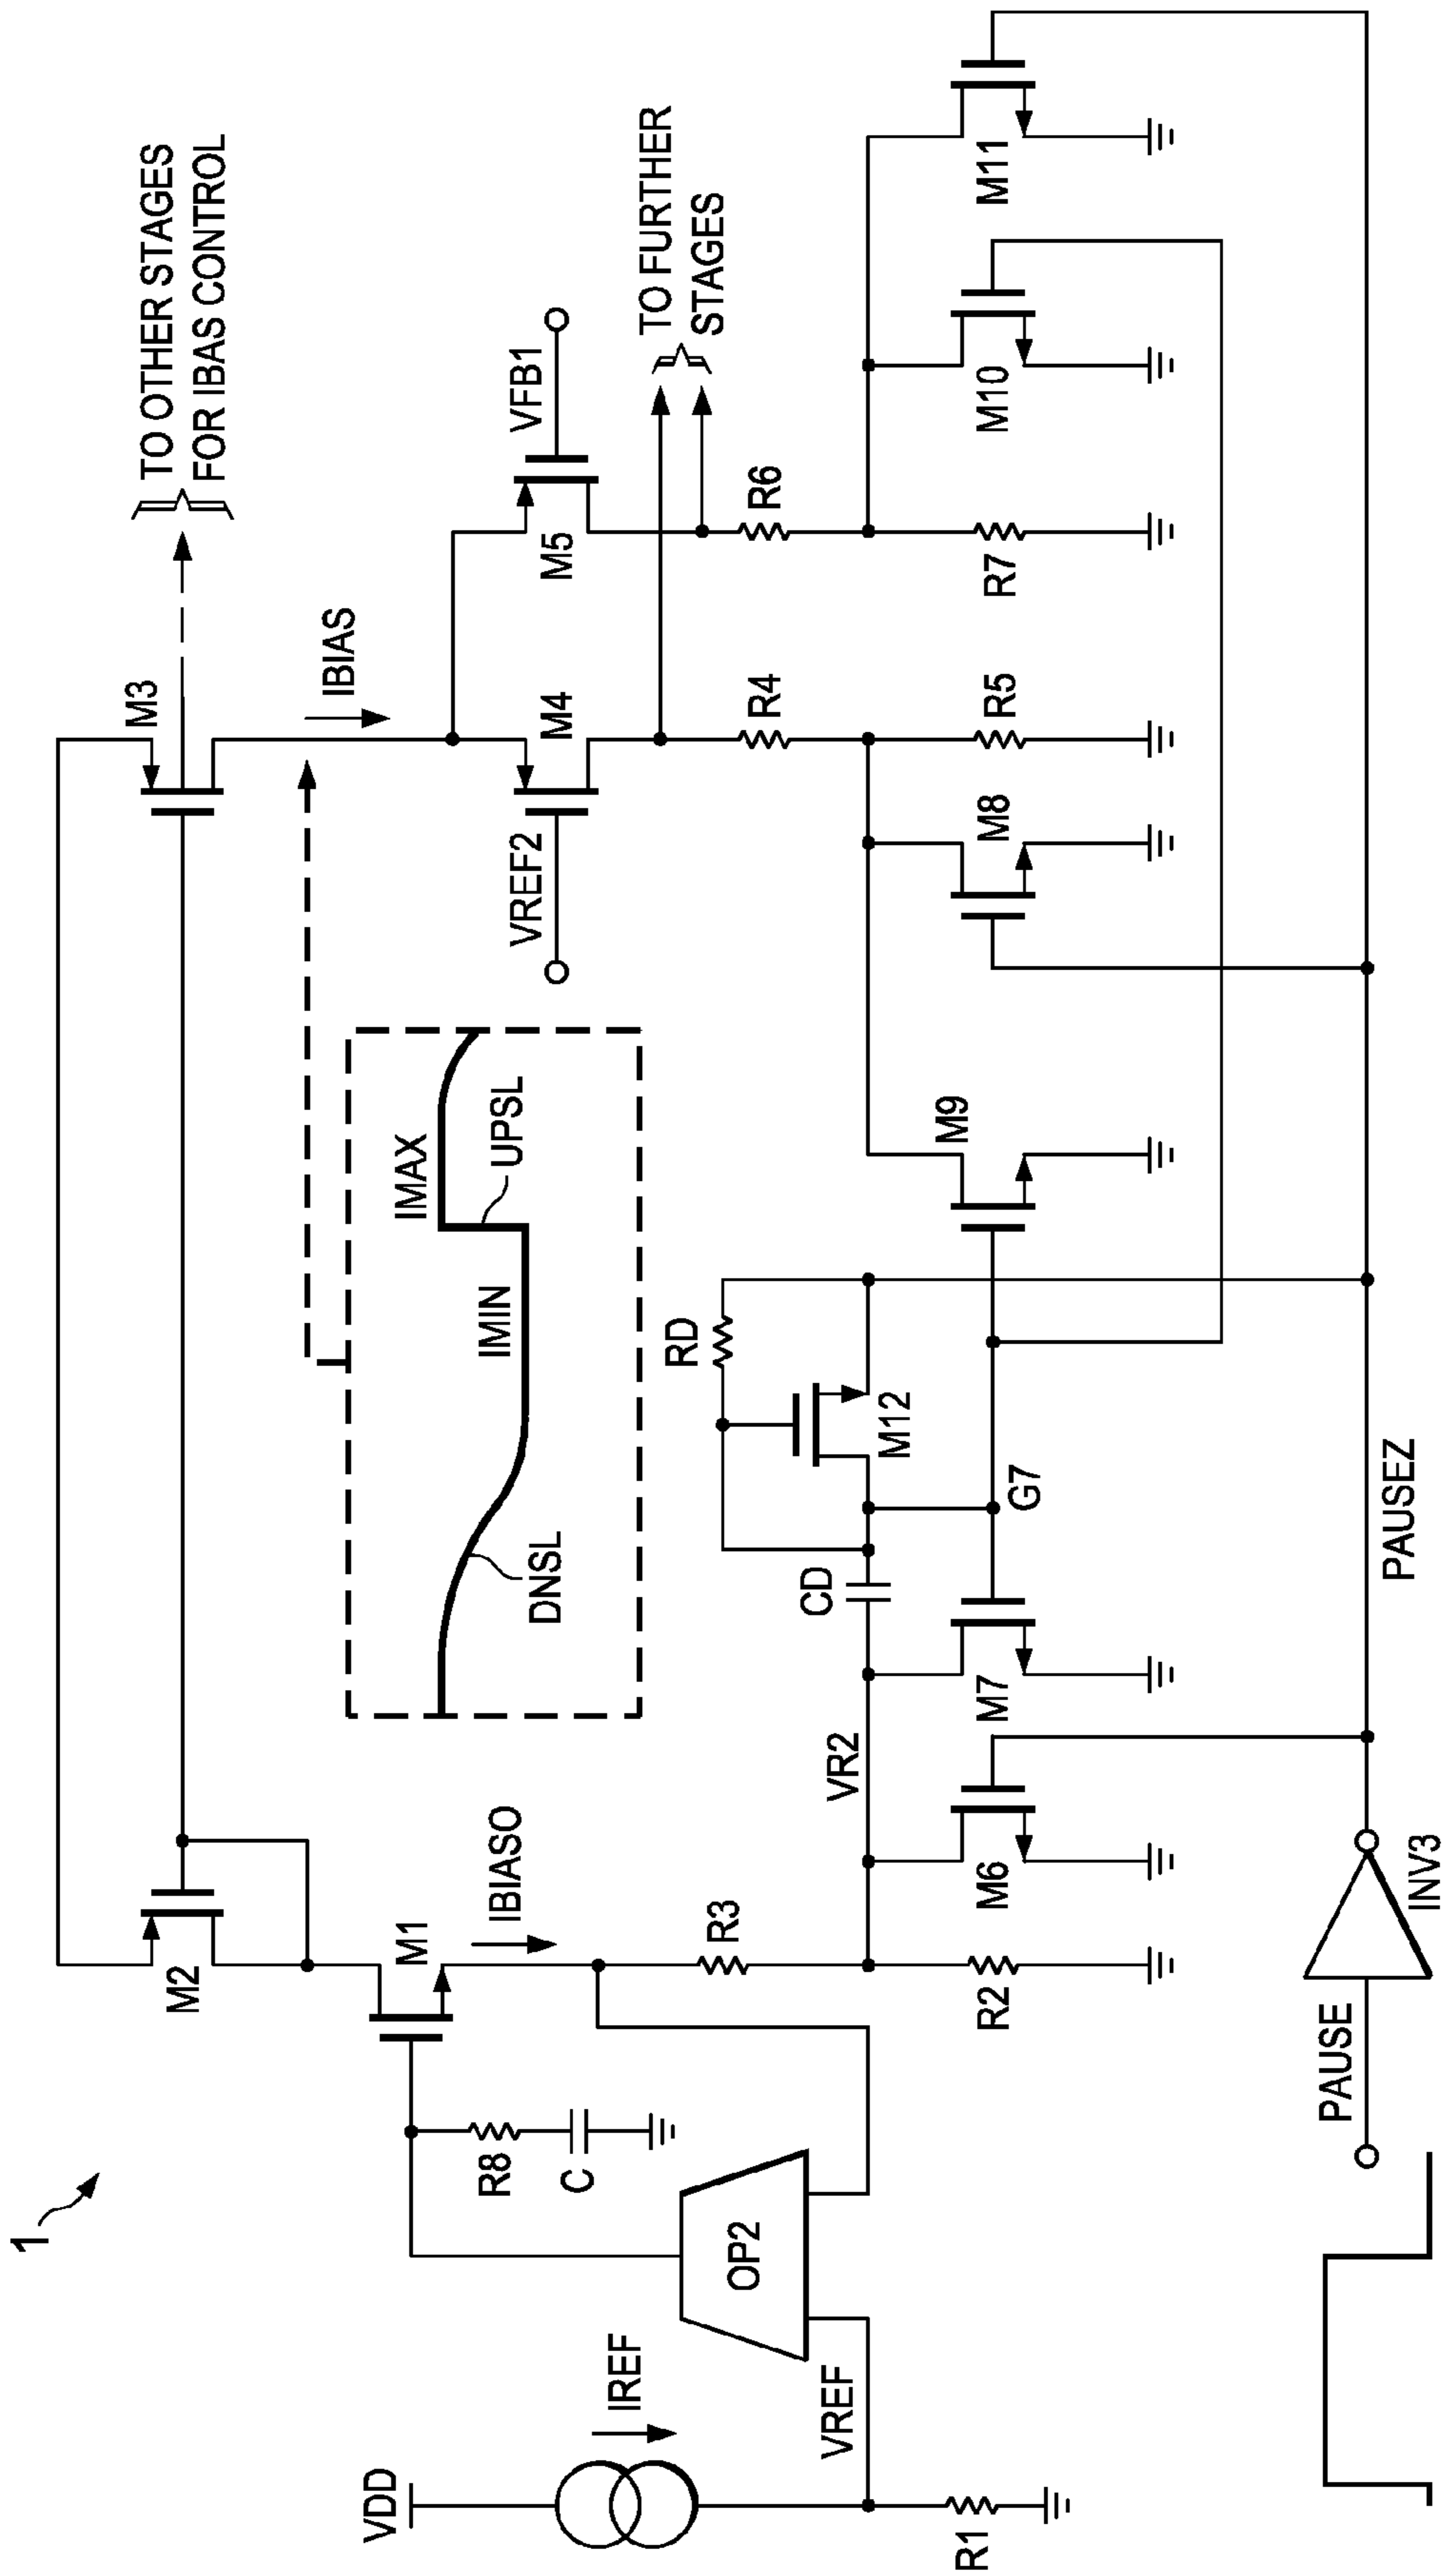 1
VDD
IREF
VREF
R1
OP2
R8
C
M2
M1
IBIASO
R3
R2
VR2
M6
M7
CD
G7
M12
RD
M9
M8
DNSL
IMIN
IMAX
UPSL
M3
TO OTHER STAGES
FOR IBAS CONTROL
IBIAS
VREF2
M4
M5
VFB1
TO FURTHER
STAGES
R4
R5
R6
R7
M10
M11
PAUSE
INV3
PAUSEZ